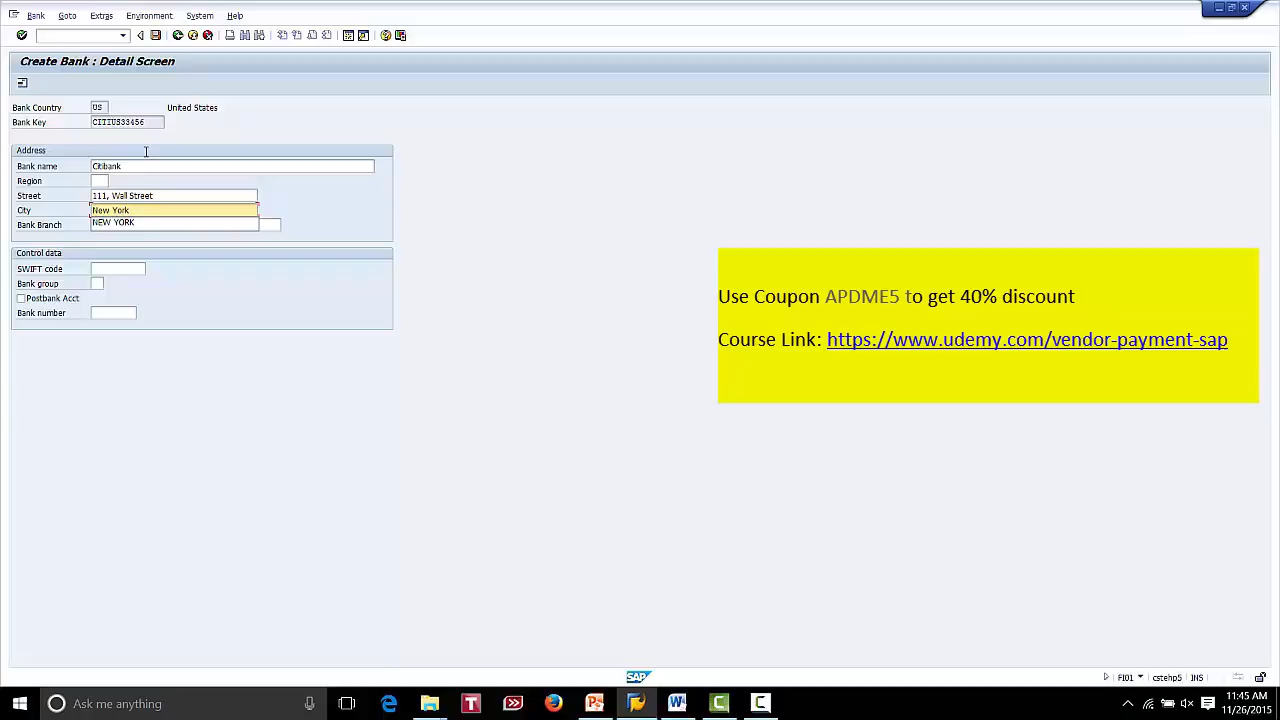 Bank Goto Extras Environment System Help
Create Bank : Detail Screen
Bank Country US United States
Bank Key CITIUS33456
Address
Bank name Citibank
Region
Street 111, Wall Street
City New York
NEW YORK
Bank Branch
Control data
SWIFT code
Bank group
Postbank Acct
Bank number
Use Coupon APDME5 to get 40% discount
Course Link: https://www.udemy.com/vendor-payment-sap
SAP
FI01 cstehp5 INS
Ask me anything
11:45 AM
11/26/2015